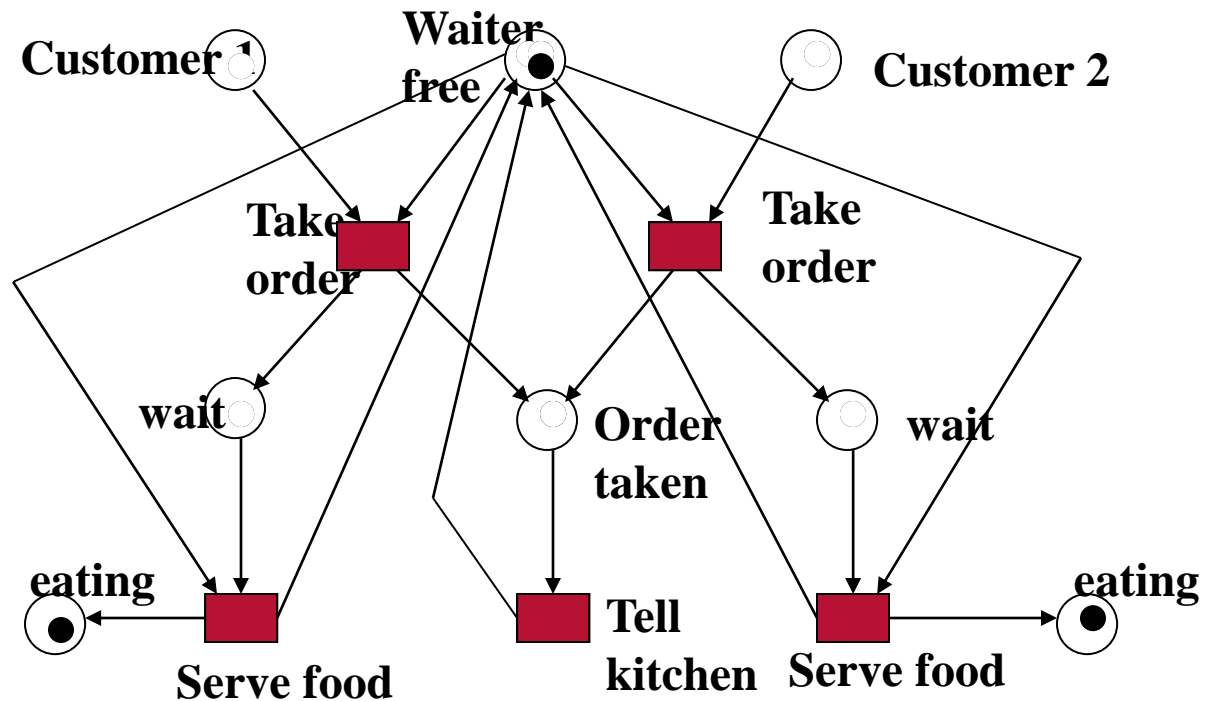 Customer 1
Waiter
free
Customer 2
Take
order
Take
order
wait
Order
taken
wait
eating
eating
Serve food
Tell
kitchen
Serve food